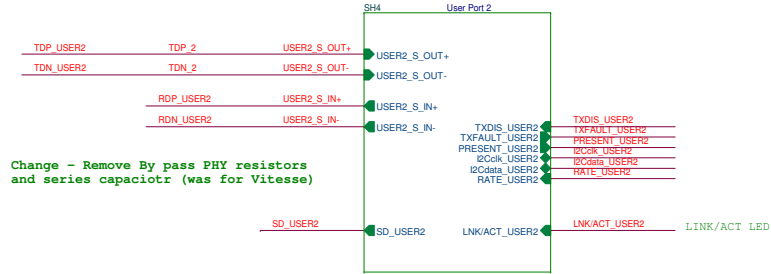 SH4 User Port 2
TDP_USER2 TDP_2 USER2_S_OUT+ USER2_S_OUT+
TDN_USER2 TDN_2 USER2_S_OUT- USER2_S_OUT-
RDP_USER2 USER2_S_IN+ USER2_S_IN+
RDN_USER2 USER2_S_IN- USER2_S_IN- TXDIS_USER2 TXDIS_USER2
TXFAULT_USER2 TXFAULT_USER2
PRESENT_USER2 PRESENT_USER2
I2Cclk_USER2 I2Cclk_USER2
I2Cdata_USER2 I2Cdata_USER2
RATE_USER2 RATE_USER2
Change - Remove By pass PHY resistors
and series capaciotr (was for Vitesse)
SD_USER2 SD_USER2 LNK/ACT_USER2 LNK/ACT_USER2 LINK/ACT LED